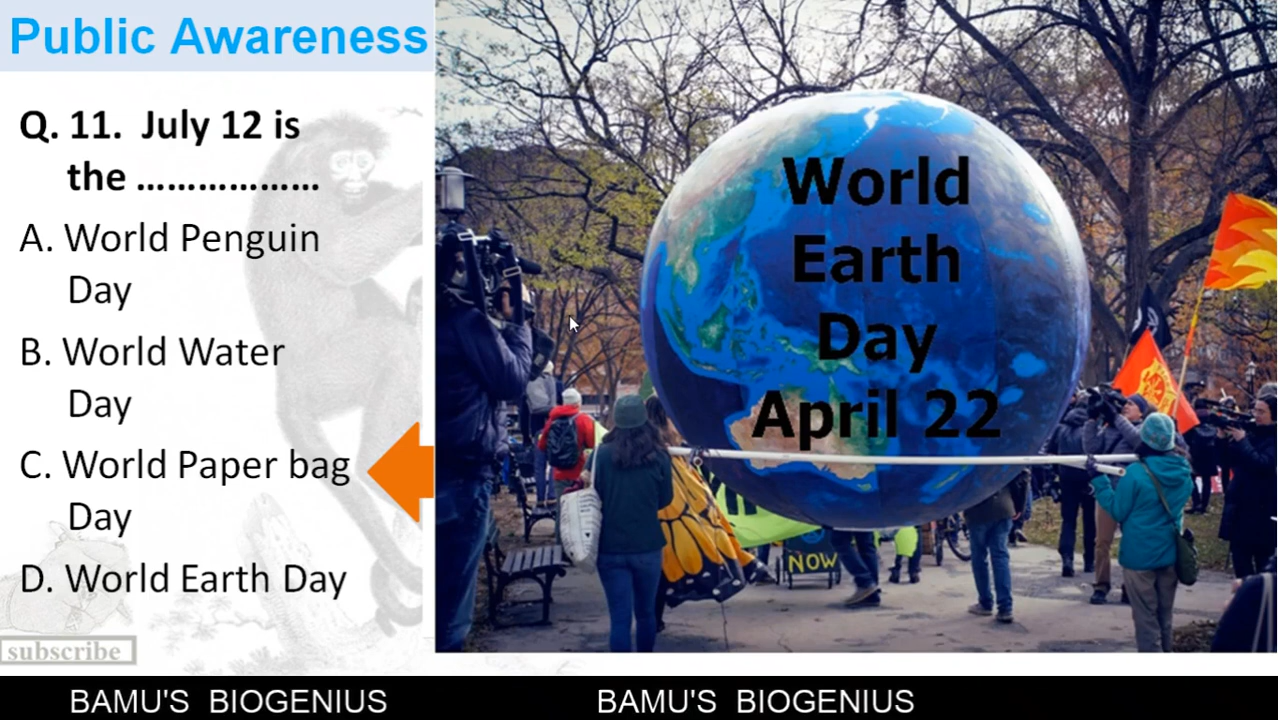 Public Awareness
Q. 11. July 12 is
the ..................
A. World Penguin
Day
B. World Water
Day
C. World Paper bag
Day
D. World Earth Day
subscribe
World
Earth
Day
April 22
NOW
BAMU'S BIOGENIUS
BAMU'S BIOGENIUS